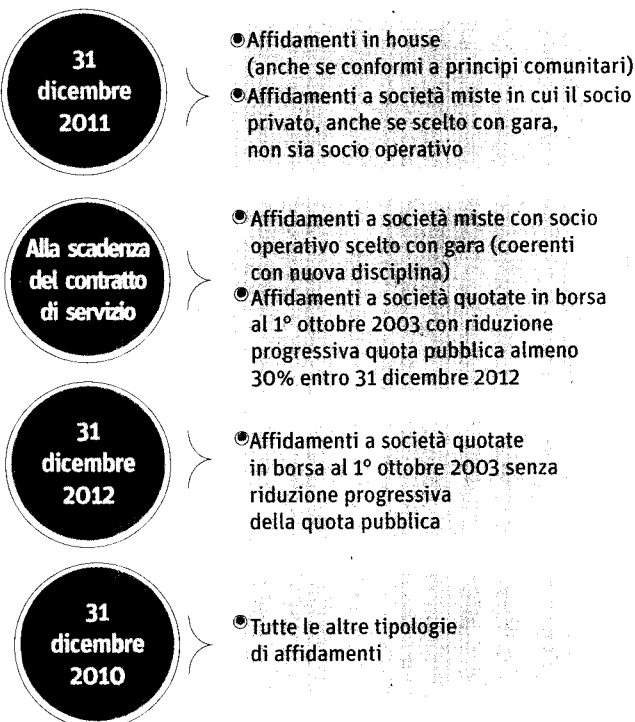 31
dicembre
2011
Affidamenti in house
(anche se conformi a principi comunitari)
Affidamenti a società miste in cui il socio
privato, anche se scelto con gara,
non sia socio operativo
Alla scadenza
del contratto
di servizio
Affidamenti a società miste con socio
operativo scelto con gara (coerenti
con nuova disciplina)
Affidamenti a società quotate in borsa
al 1° ottobre 2003 con riduzione
progressiva quota pubblica almeno
30% entro 31 dicembre 2012
31
dicembre
2012
Affidamenti a società quotate
in borsa al 1° ottobre 2003 senza
riduzione progressiva
della quota pubblica
31
dicembre
2010
Tutte le altre tipologie
di affidamenti